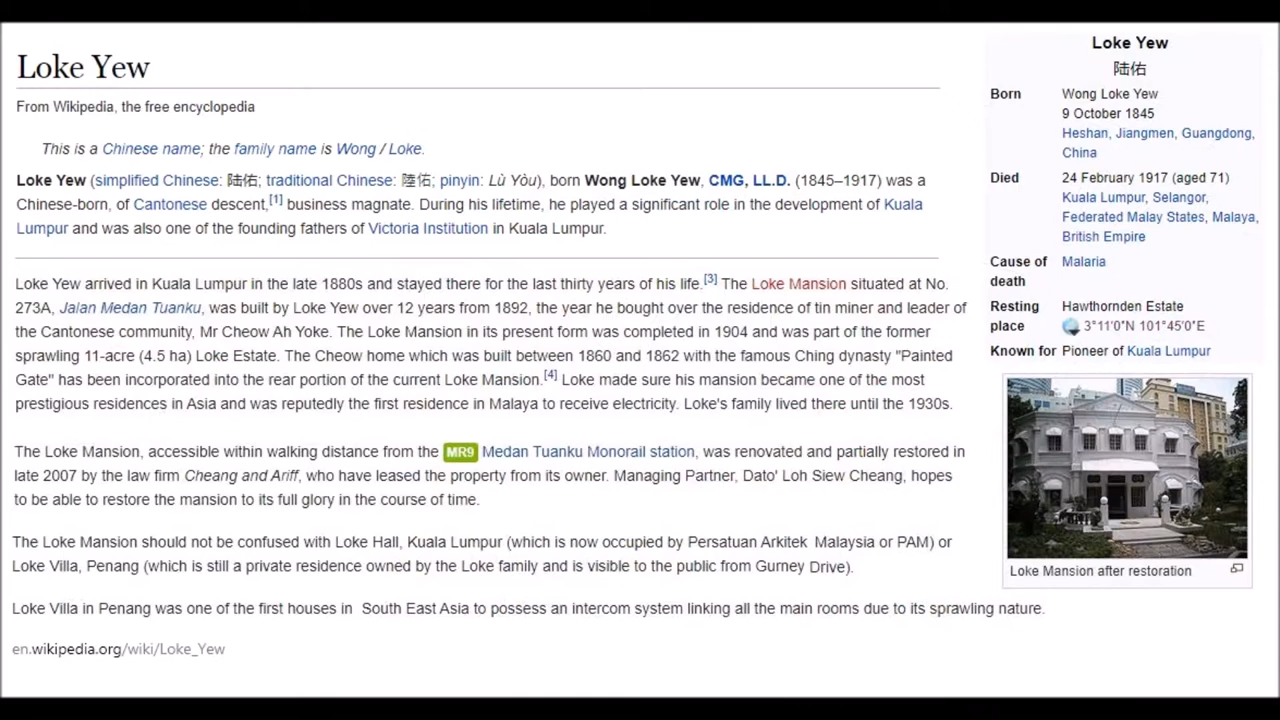 Loke Yew
From Wikipedia, the free encyclopedia
This is a Chinese name; the family name is Wong / Loke.
Loke Yew (simplified Chinese: 陆佑; traditional Chinese: 陸佑; pinyin: Lù Yòu), born Wong Loke Yew, CMG, LL.D. (1845–1917) was a
Chinese-born, of Cantonese descent,[1] business magnate. During his lifetime, he played a significant role in the development of Kuala
Lumpur and was also one of the founding fathers of Victoria Institution in Kuala Lumpur.
Loke Yew arrived in Kuala Lumpur in the late 1880s and stayed there for the last thirty years of his life.[3] The Loke Mansion situated at No.
273A, Jalan Medan Tuanku, was built by Loke Yew over 12 years from 1892, the year he bought over the residence of tin miner and leader of
the Cantonese community, Mr Cheow Ah Yoke. The Loke Mansion in its present form was completed in 1904 and was part of the former
sprawling 11-acre (4.5 ha) Loke Estate. The Cheow home which was built between 1860 and 1862 with the famous Ching dynasty "Painted
Gate" has been incorporated into the rear portion of the current Loke Mansion.[4] Loke made sure his mansion became one of the most
prestigious residences in Asia and was reputedly the first residence in Malaya to receive electricity. Loke's family lived there until the 1930s.
The Loke Mansion, accessible within walking distance from the MR9 Medan Tuanku Monorail station, was renovated and partially restored in
late 2007 by the law firm Cheang and Ariff, who have leased the property from its owner. Managing Partner, Dato' Loh Siew Cheang, hopes
to be able to restore the mansion to its full glory in the course of time.
The Loke Mansion should not be confused with Loke Hall, Kuala Lumpur (which is now occupied by Persatuan Arkitek Malaysia or PAM) or
Loke Villa, Penang (which is still a private residence owned by the Loke family and is visible to the public from Gurney Drive).
Loke Villa in Penang was one of the first houses in South East Asia to possess an intercom system linking all the main rooms due to its sprawling nature.
en.wikipedia.org/wiki/Loke_Yew
Loke Yew
陆佑
Born Wong Loke Yew
9 October 1845
Heshan, Jiangmen, Guangdong,
China
Died 24 February 1917 (aged 71)
Kuala Lumpur, Selangor,
Federated Malay States, Malaya,
British Empire
Cause of Malaria
death
Resting Hawthornden Estate
place 3°11′0″N 101°45′0″E
Known for Pioneer of Kuala Lumpur
Loke Mansion after restoration